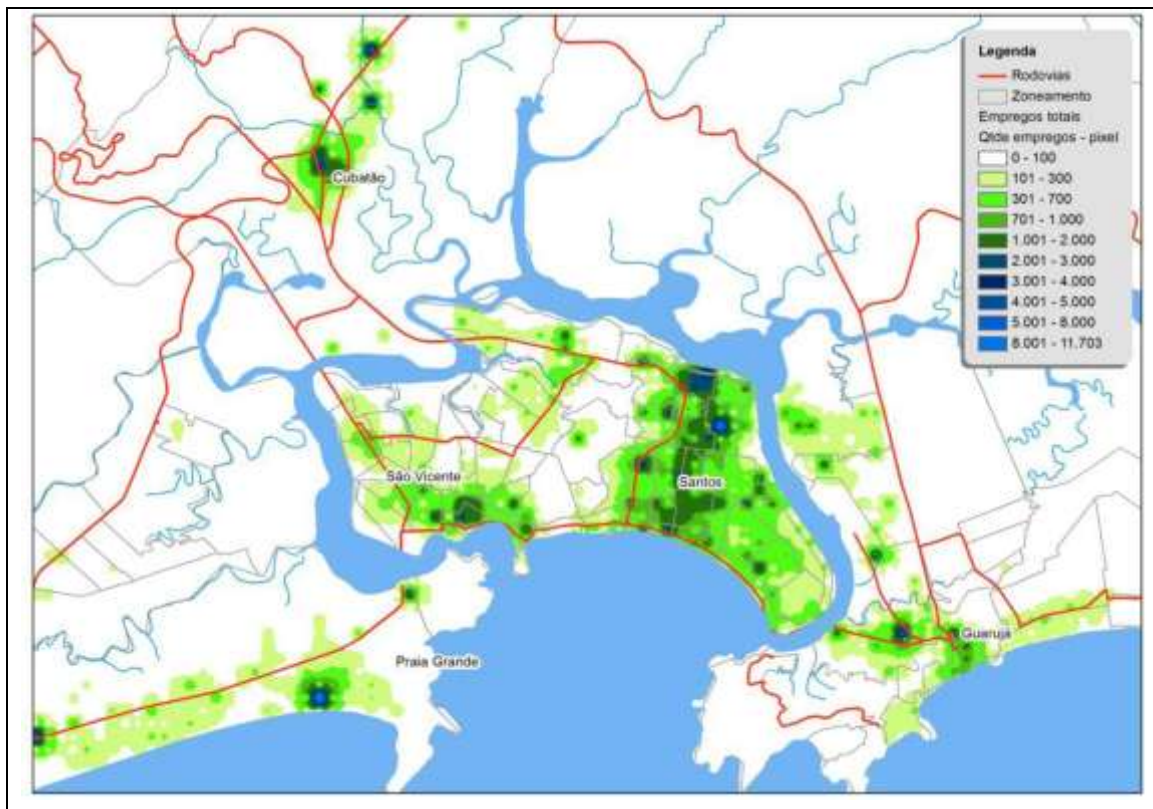 Legenda
Rodovias
Zoneamento
Empregos totais
Qtde empregos - pixel
0 - 100
101 - 300
301 - 700
701 - 1.000
1.001 - 2.000
2.001 - 3.000
3.001 - 4.000
4.001 - 5.000
5.001 - 8.000
8.001 - 11.703
Cubatão
São Vicente
Santos
Guarujá
Praia Grande